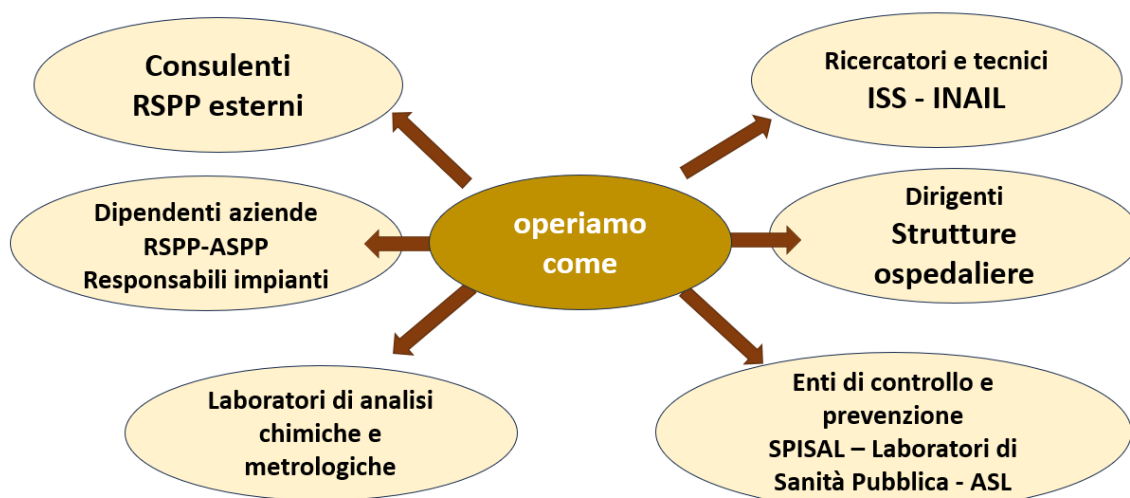 Consulenti
RSPP esterni
Ricercatori e tecnici
ISS - INAIL
Dipendenti aziende
RSPP-ASPP
Responsabili impianti
operiamo
come
Dirigenti
Strutture
ospedaliere
Laboratori di analisi
chimiche e
metrologiche
Enti di controllo e
prevenzione
SPISAL – Laboratori di
Sanità Pubblica - ASL